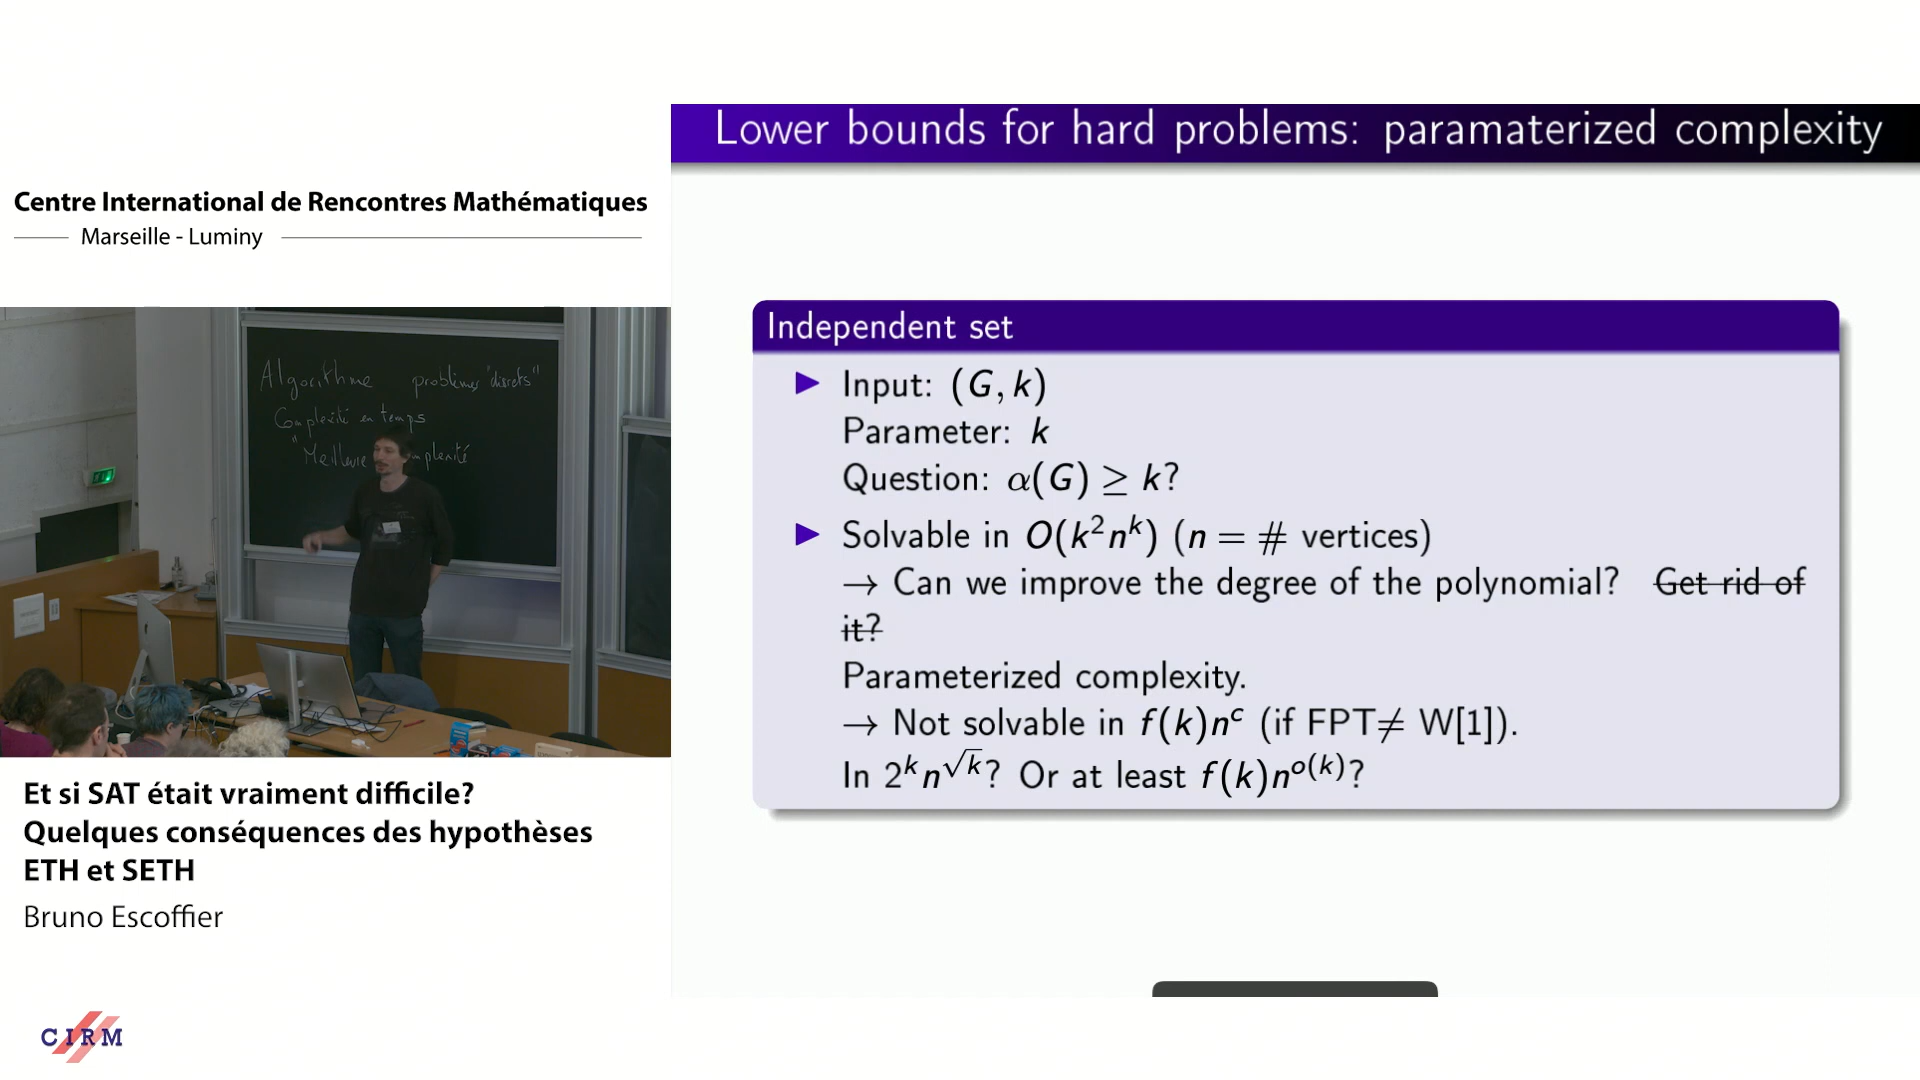 Lower bounds for hard problems: paramaterized complexity
Centre International de Rencontres Mathématiques
Marseille - Luminy
Algorithme problèmes "discrets"
Complexité en temps
"Meilleure
Independent set
Input: (G, k)
Parameter: k
Question: α(G) ≥ k?
Solvable in O(k²nᵏ) (n = # vertices)
→ Can we improve the degree of the polynomial? Get rid of
it?
Parameterized complexity.
→ Not solvable in f(k)nᶜ (if FPT≠ W[1]).
In 2ᵏn^√k? Or at least f(k)n^o(k)?
Et si SAT était vraiment difficile?
Quelques conséquences des hypothèses
ETH et SETH
Bruno Escoffier
CIRM